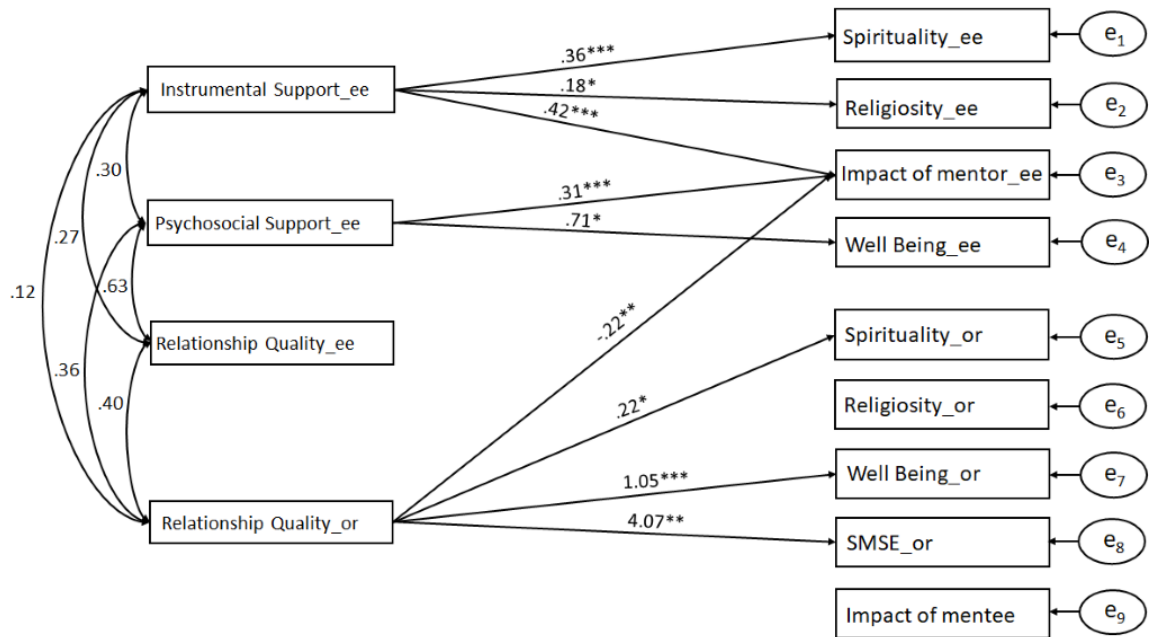 Instrumental Support_ee
Psychosocial Support_ee
Relationship Quality_ee
Relationship Quality_or
.30
.27
.63
.12
.36
.40
.36***
.18*
.42***
.31***
.71*
-.22**
.22*
1.05***
4.07**
Spirituality_ee
e1
Religiosity_ee
e2
Impact of mentor_ee
e3
Well Being_ee
e4
Spirituality_or
e5
Religiosity_or
e6
Well Being_or
e7
SMSE_or
e8
Impact of mentee
e9